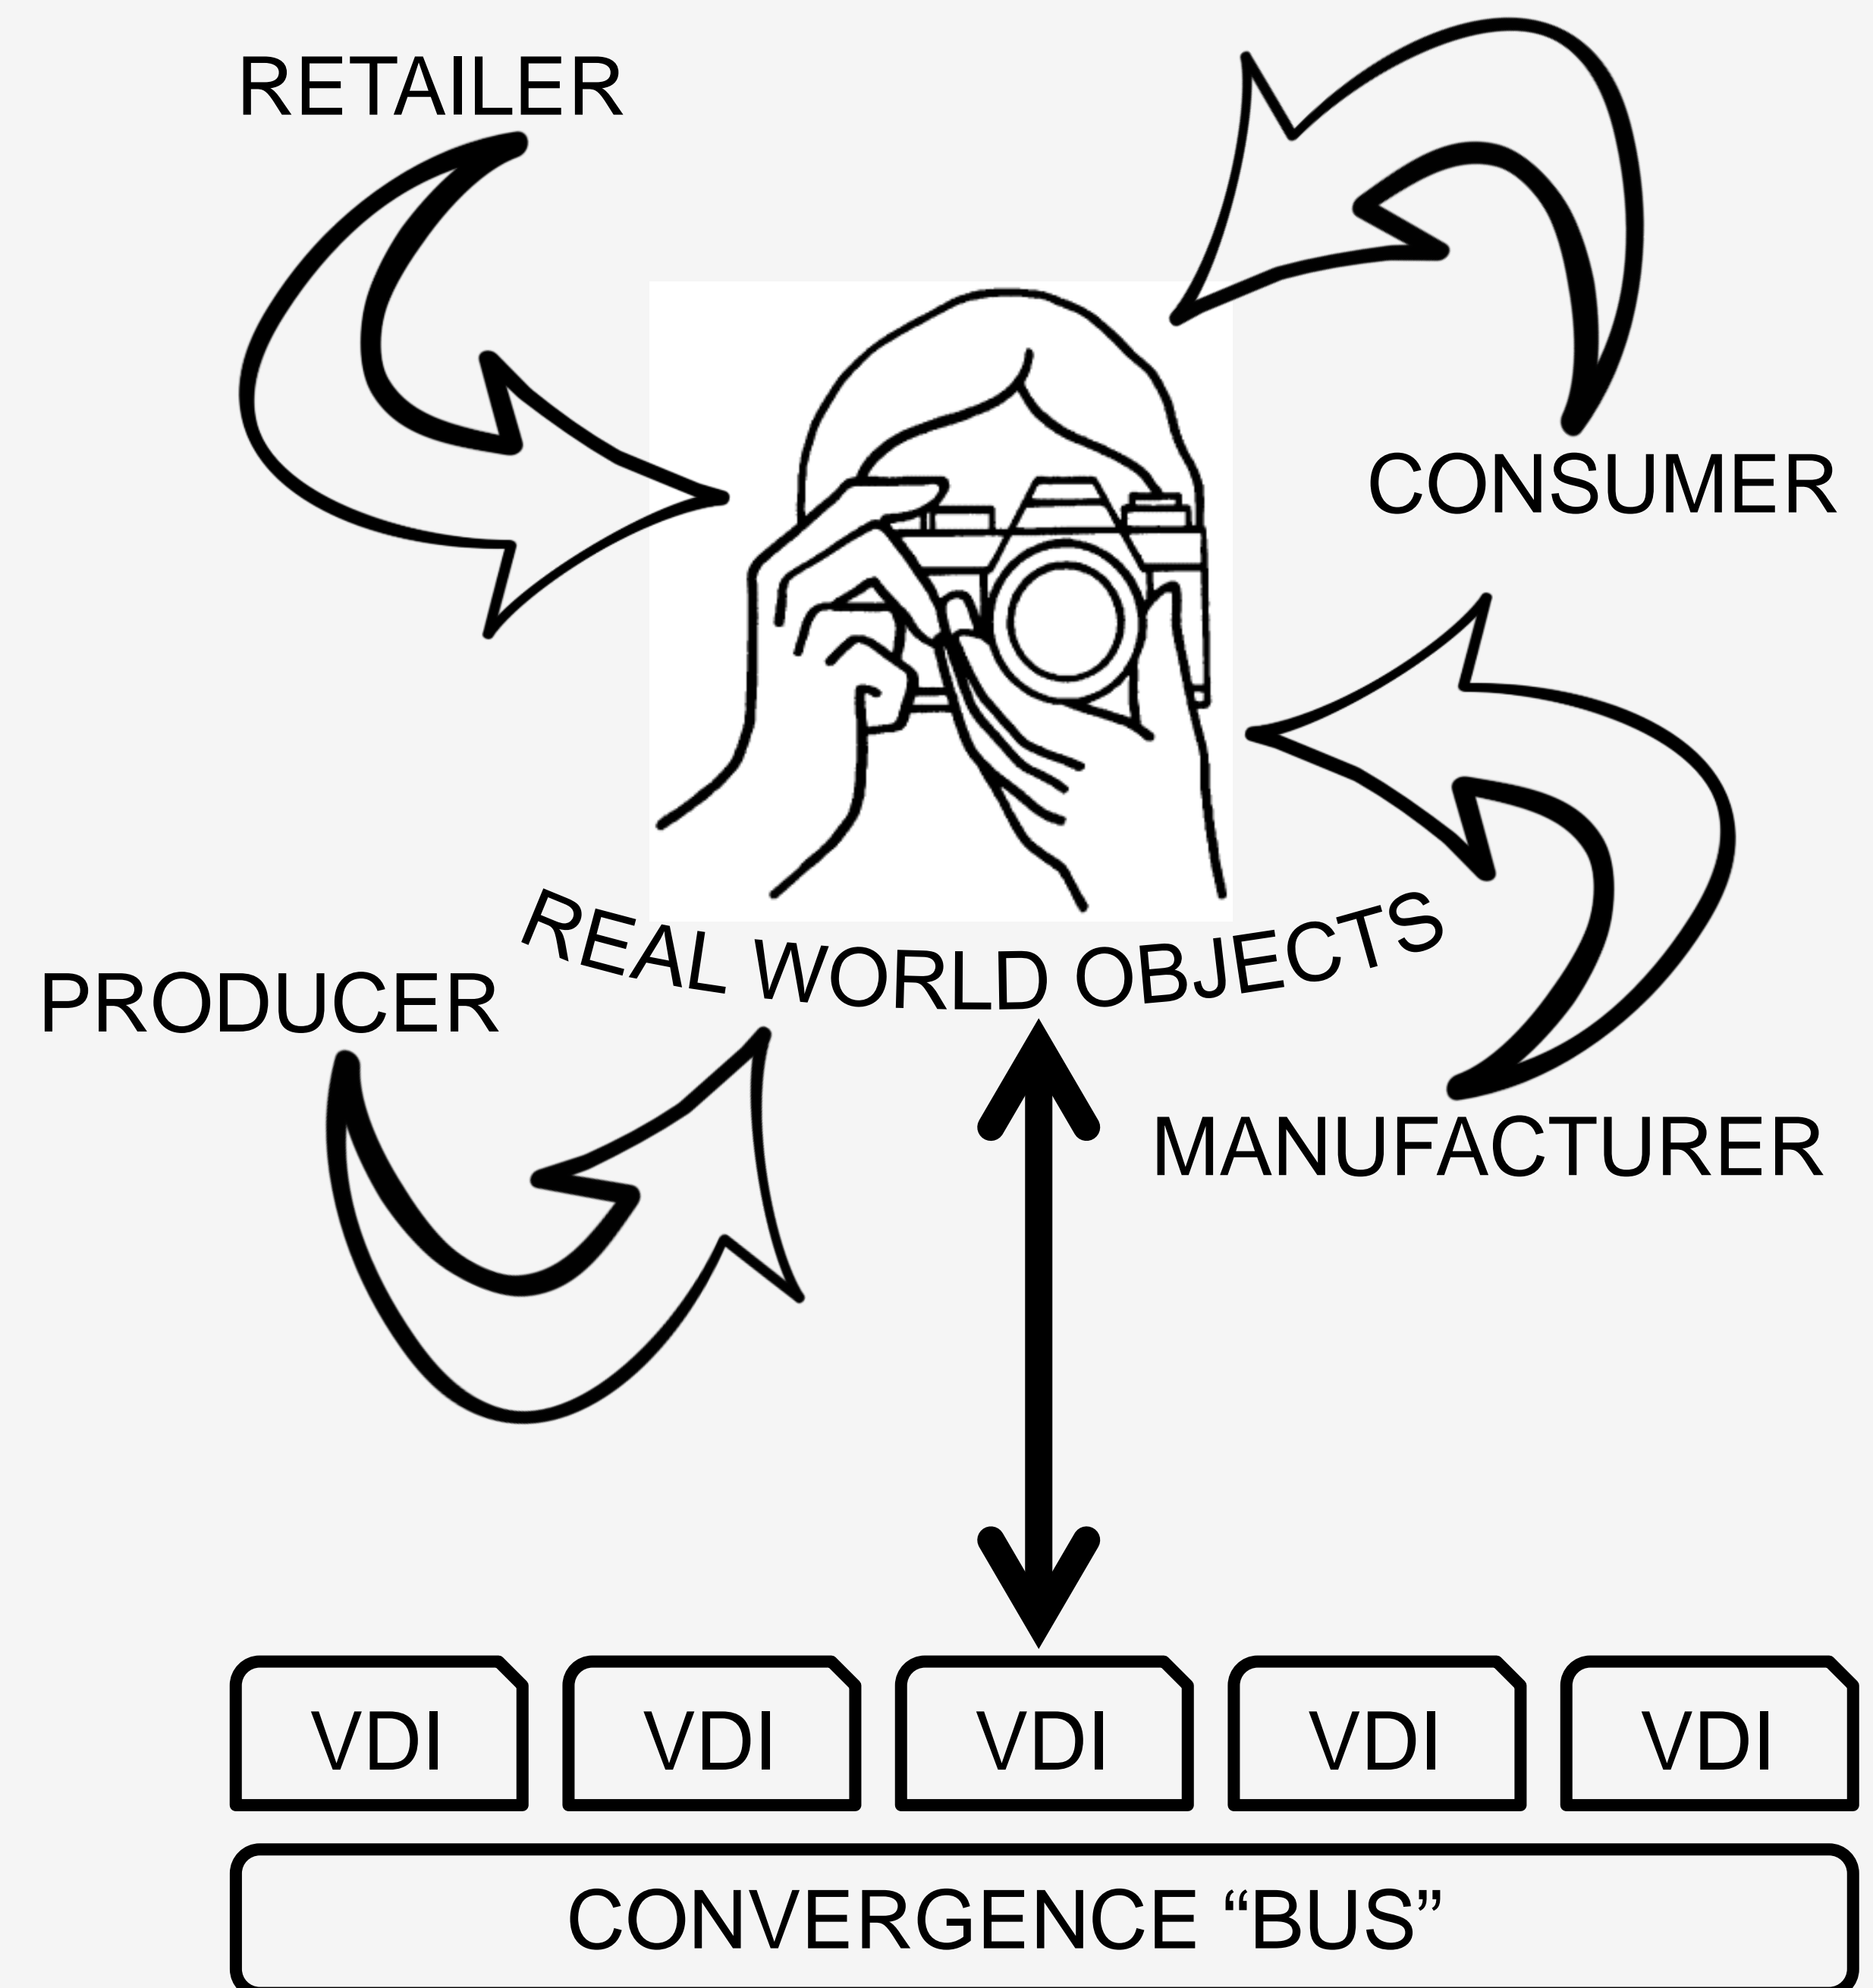 RETAILER
CONSUMER
REAL WORLD OBJECTS
PRODUCER
MANUFACTURER
VDI
VDI
VDI
VDI
VDI
CONVERGENCE “BUS”